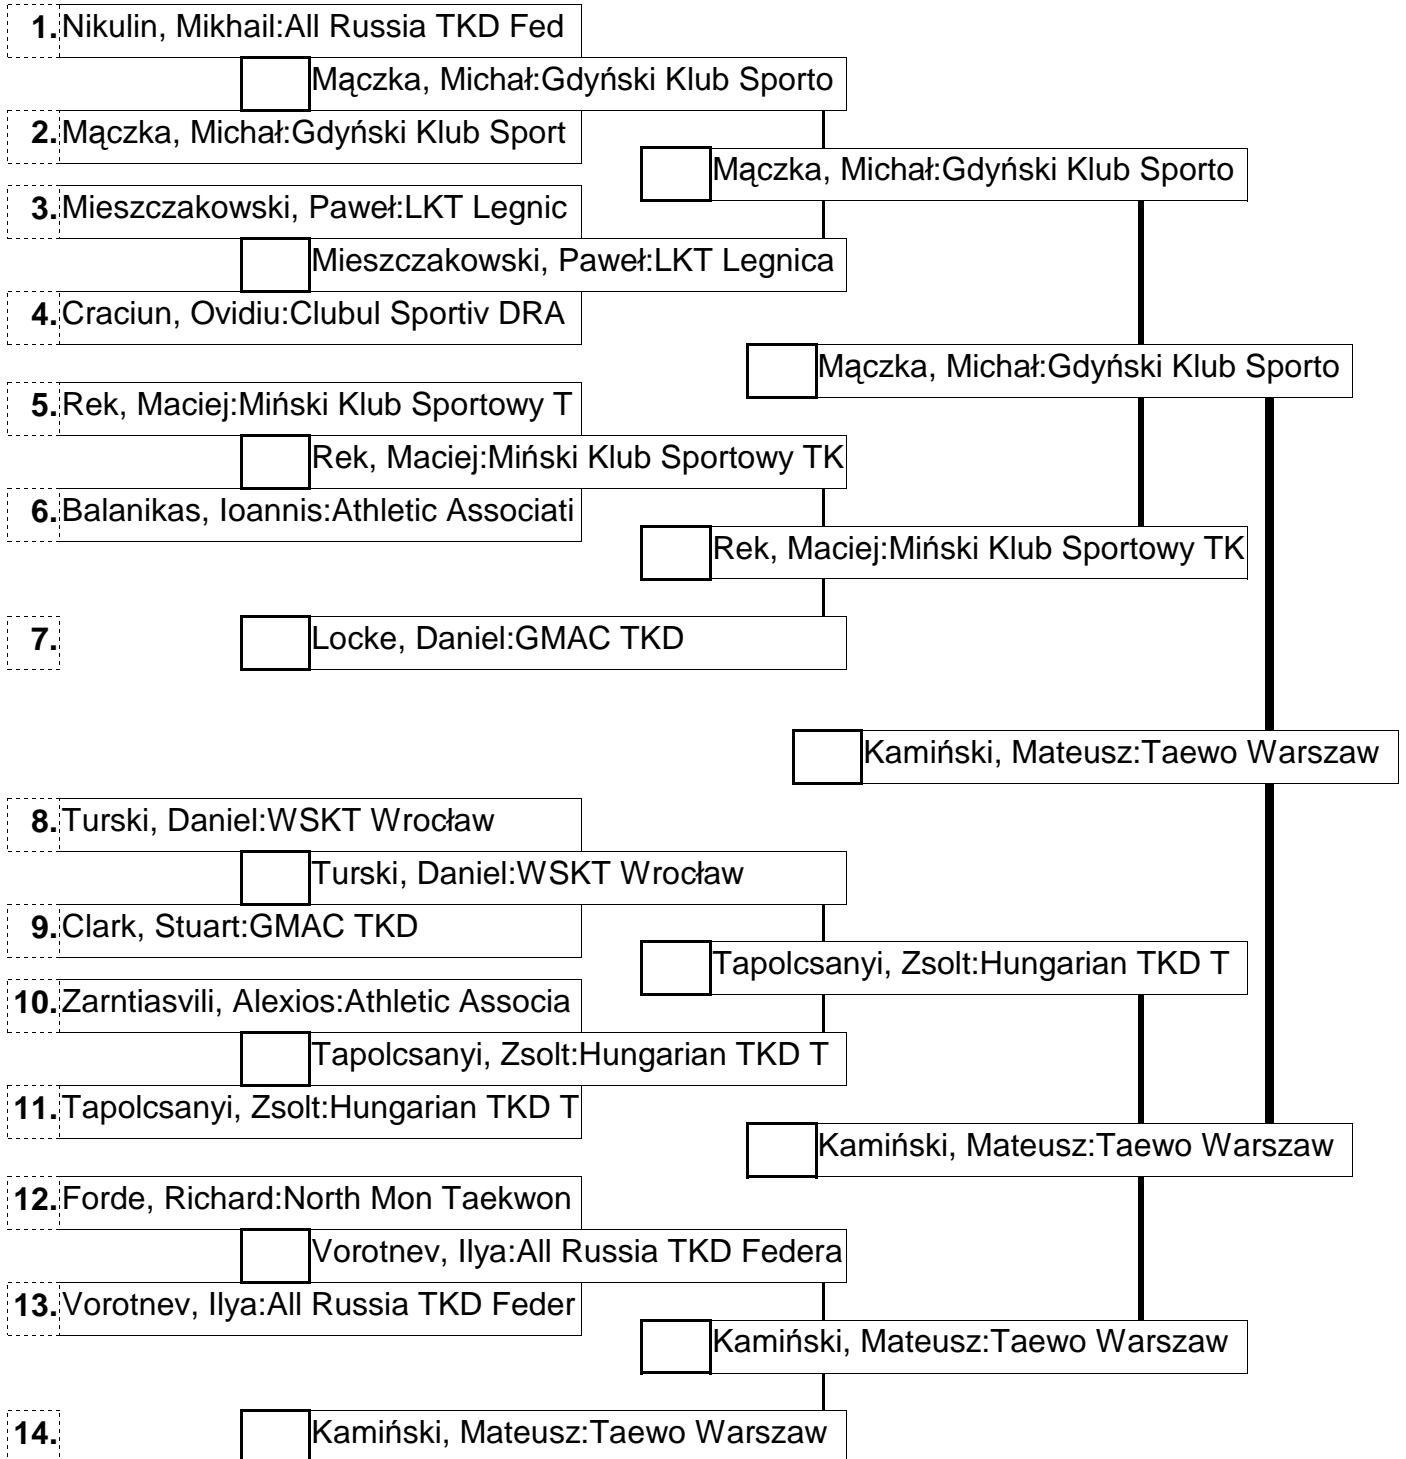 1. Nikulin, Mikhail:All Russia TKD Fed
Mączka, Michał:Gdyński Klub Sporto
2. Mączka, Michał:Gdyński Klub Sport
Mączka, Michał:Gdyński Klub Sporto
3. Mieszczakowski, Paweł:LKT Legnic
Mieszczakowski, Paweł:LKT Legnica
4. Craciun, Ovidiu:Clubul Sportiv DRA
Mączka, Michał:Gdyński Klub Sporto
5. Rek, Maciej:Miński Klub Sportowy T
Rek, Maciej:Miński Klub Sportowy TK
6. Balanikas, Ioannis:Athletic Associati
Rek, Maciej:Miński Klub Sportowy TK
7. Locke, Daniel:GMAC TKD
Kamiński, Mateusz:Taewo Warszaw
8. Turski, Daniel:WSKT Wrocław
Turski, Daniel:WSKT Wrocław
9. Clark, Stuart:GMAC TKD
Tapolcsanyi, Zsolt:Hungarian TKD T
10. Zarntiasvili, Alexios:Athletic Associa
Tapolcsanyi, Zsolt:Hungarian TKD T
11. Tapolcsanyi, Zsolt:Hungarian TKD T
Kamiński, Mateusz:Taewo Warszaw
12. Forde, Richard:North Mon Taekwon
Vorotnev, Ilya:All Russia TKD Federa
13. Vorotnev, Ilya:All Russia TKD Feder
Kamiński, Mateusz:Taewo Warszaw
14. Kamiński, Mateusz:Taewo Warszaw